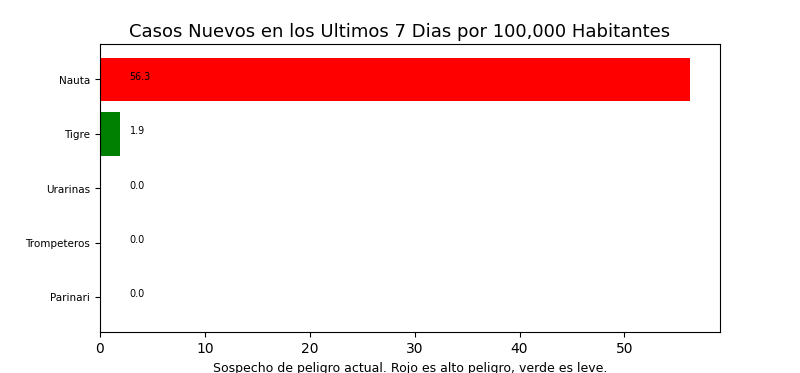 Casos Nuevos en los Ultimos 7 Dias por 100,000 Habitantes
Nauta 56.3
Tigre 1.9
Urarinas 0.0
Trompeteros 0.0
Parinari 0.0
0 10 20 30 40 50
Sospecho de peligro actual. Rojo es alto peligro, verde es leve.